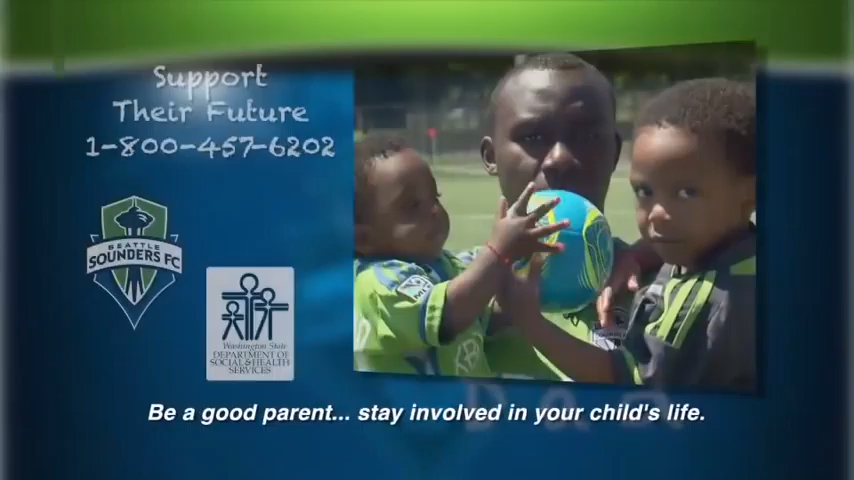 Support
Their Future
1-800-457-6202
SEATTLE
SOUNDERS FC
Washington State
DEPARTMENT OF
SOCIAL & HEALTH
SERVICES
MLS
Be a good parent... stay involved in your child's life.